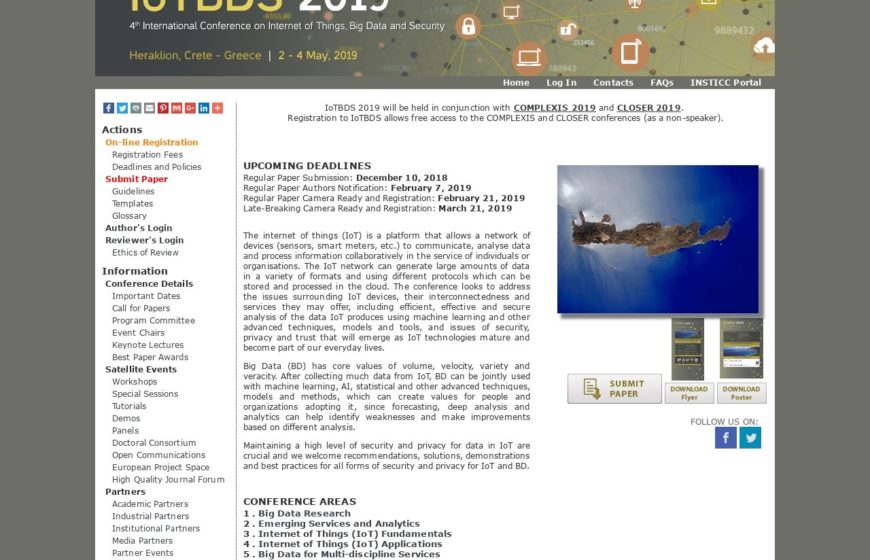 IoTBDS 2019
4th International Conference on Internet of Things, Big Data and Security
Heraklion, Crete - Greece | 2 - 4 May, 2019
Home Log In Contacts FAQs INSTICC Portal
IoTBDS 2019 will be held in conjunction with COMPLEXIS 2019 and CLOSER 2019.
Registration to IoTBDS allows free access to the COMPLEXIS and CLOSER conferences (as a non-speaker).
Actions
On-line Registration
Registration Fees
Deadlines and Policies
Submit Paper
Guidelines
Templates
Glossary
Author's Login
Reviewer's Login
Ethics of Review
Information
Conference Details
Important Dates
Call for Papers
Program Committee
Event Chairs
Keynote Lectures
Best Paper Awards
Satellite Events
Workshops
Special Sessions
Tutorials
Demos
Panels
Doctoral Consortium
Open Communications
European Project Space
High Quality Journal Forum
Partners
Academic Partners
Industrial Partners
Institutional Partners
Media Partners
Partner Events
UPCOMING DEADLINES
Regular Paper Submission: December 10, 2018
Regular Paper Authors Notification: February 7, 2019
Regular Paper Camera Ready and Registration: February 21, 2019
Late-Breaking Camera Ready and Registration: March 21, 2019
The internet of things (IoT) is a platform that allows a network of
devices (sensors, smart meters, etc.) to communicate, analyse data
and process information collaboratively in the service of individuals or
organisations. The IoT network can generate large amounts of data
in a variety of formats and using different protocols which can be
stored and processed in the cloud. The conference looks to address
the issues surrounding IoT devices, their interconnectedness and
services they may offer, including efficient, effective and secure
analysis of the data IoT produces using machine learning and other
advanced techniques, models and tools, and issues of security,
privacy and trust that will emerge as IoT technologies mature and
become part of our everyday lives.
Big Data (BD) has core values of volume, velocity, variety and
veracity. After collecting much data from IoT, BD can be jointly used
with machine learning, AI, statistical and other advanced techniques,
models and methods, which can create values for people and
organizations adopting it, since forecasting, deep analysis and
analytics can help identify weaknesses and make improvements
based on different analysis.
Maintaining a high level of security and privacy for data in IoT are
crucial and we welcome recommendations, solutions, demonstrations
and best practices for all forms of security and privacy for IoT and BD.
CONFERENCE AREAS
1 . Big Data Research
2 . Emerging Services and Analytics
3 . Internet of Things (IoT) Fundamentals
4 . Internet of Things (IoT) Applications
5 . Big Data for Multi-discipline Services
SUBMIT
PAPER
DOWNLOAD
Flyer
DOWNLOAD
Poster
FOLLOW US ON:
253456
806569
9889432
788943